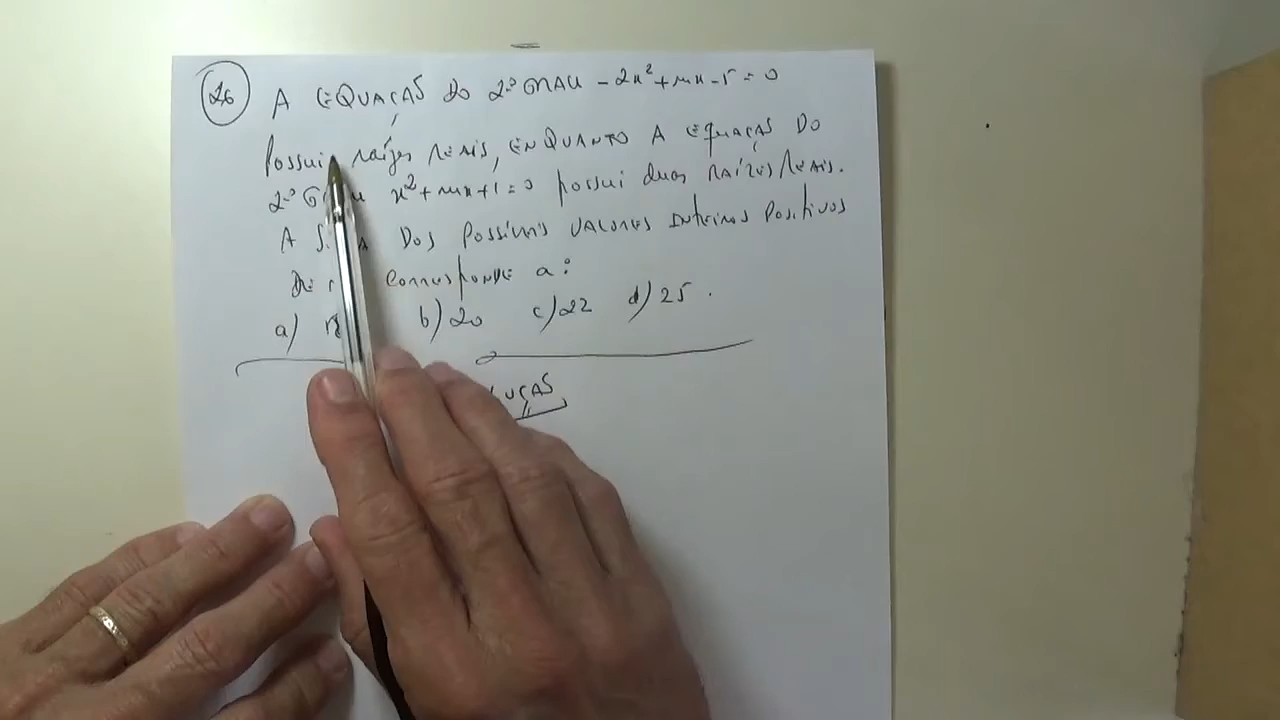 26 A EQUAÇÃO DO 2º GRAU - 2x² + mx - 5 = 0
Possui raízes reais, ENQUANTO A EQUAÇÃO DO
2º x² + mx + 1 = 0 possui duas RAÍZES REAIS.
A DOS POSSÍVEIS VALORES INTEIROS POSITIVOS
DE CORRESPONDE a:
a) b) 20 c) 22 d) 25.